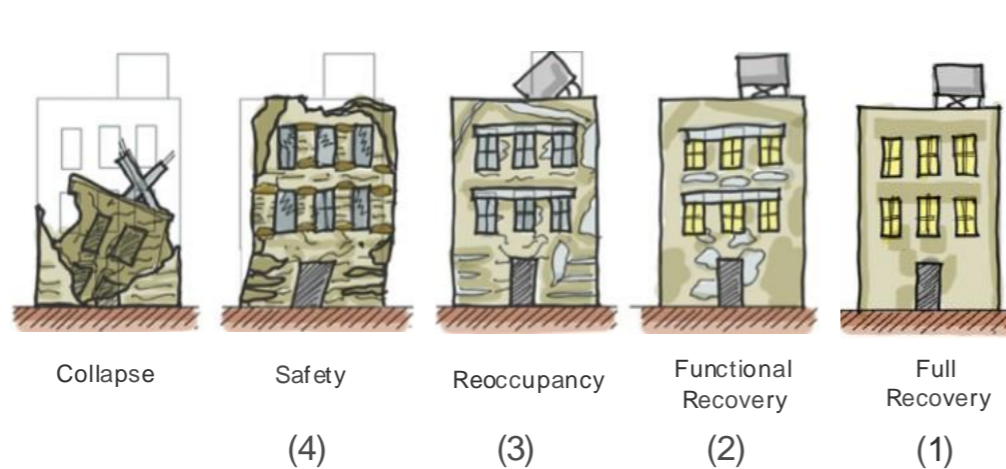 Collapse
Safety
Reoccupancy
Functional
Recovery
Full
Recovery
(4)
(3)
(2)
(1)